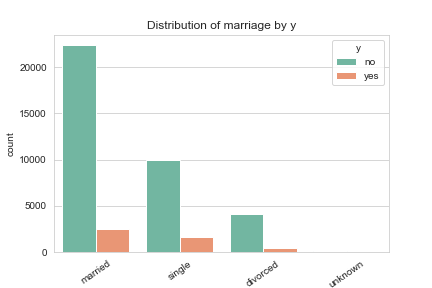 Distribution of marriage by y
y
no
yes
20000
15000
10000
5000
0
count
married
single
divorced
unknown